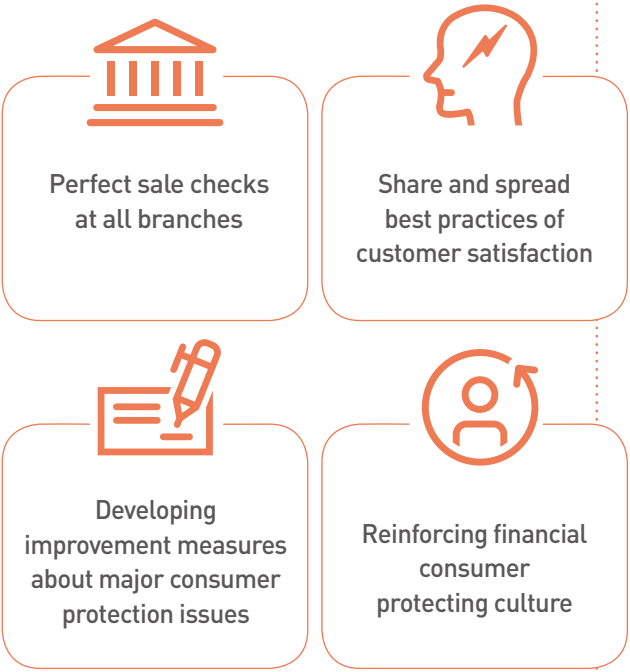 Perfect sale checks
at all branches
Share and spread
best practices of
customer satisfaction
Developing
improvement measures
about major consumer
protection issues
Reinforcing financial
consumer
protecting culture